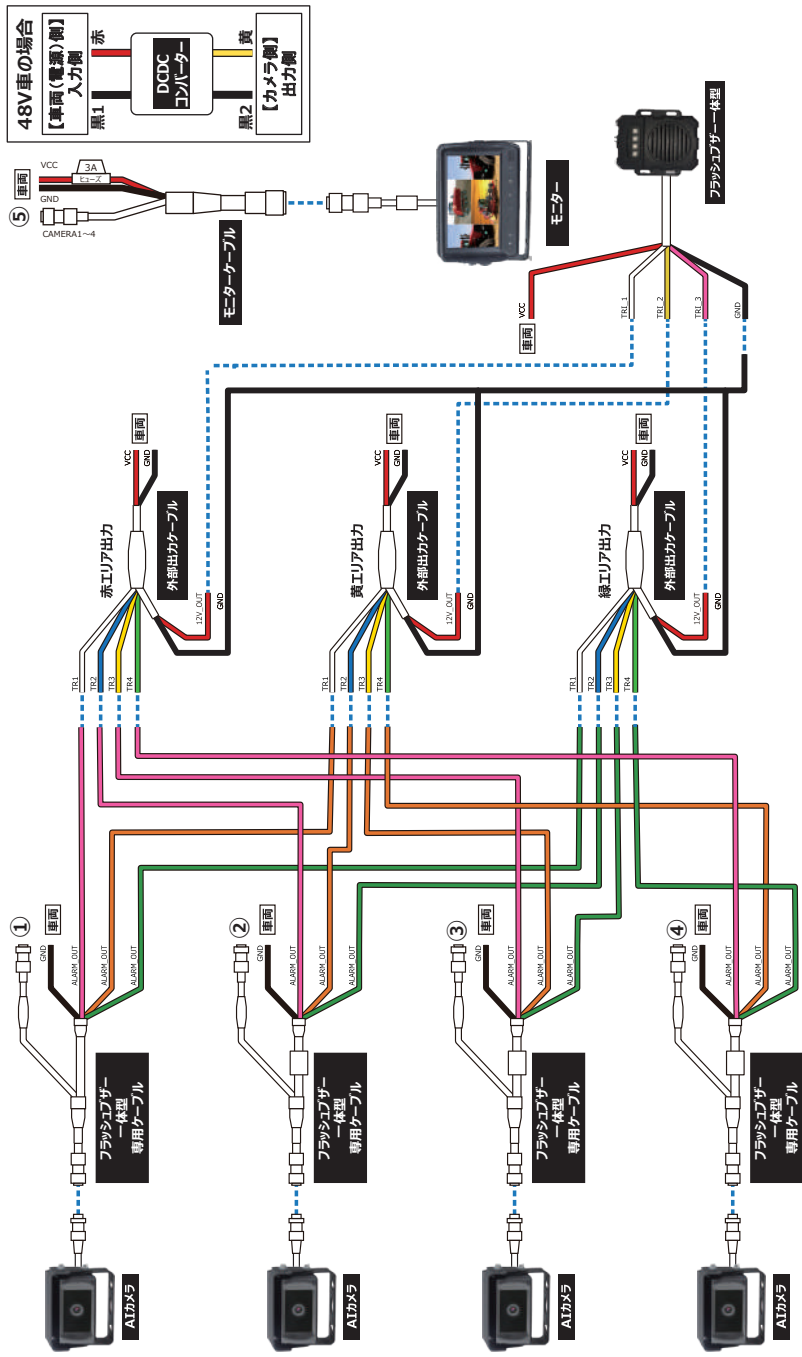 48V車の場合
【車両(電源)側】
入力側
黒1
赤
DCDC
コンバーター
黒2
黄
【カメラ側】
出力側
⑤
車両
VCC
GND
3A
ヒューズ
CAMERA1~4
モニターケーブル
モニター
フラッシュブザー一体型
車両
VCC
TRI_1
TRI_2
TRI_3
GND
赤エリア出力
車両
VCC
GND
外部出力ケーブル
12V_OUT
GND
TR1
TR2
TR3
TR4
黄エリア出力
車両
VCC
GND
外部出力ケーブル
12V_OUT
GND
TR1
TR2
TR3
TR4
緑エリア出力
車両
VCC
GND
外部出力ケーブル
12V_OUT
GND
TR1
TR2
TR3
TR4
①
車両
GND
ALARM_OUT
ALARM_OUT
ALARM_OUT
フラッシュブザー
一体型
専用ケーブル
AIカメラ
②
車両
GND
ALARM_OUT
ALARM_OUT
ALARM_OUT
フラッシュブザー
一体型
専用ケーブル
AIカメラ
③
車両
GND
ALARM_OUT
ALARM_OUT
ALARM_OUT
フラッシュブザー
一体型
専用ケーブル
AIカメラ
④
車両
GND
ALARM_OUT
ALARM_OUT
ALARM_OUT
フラッシュブザー
一体型
専用ケーブル
AIカメラ